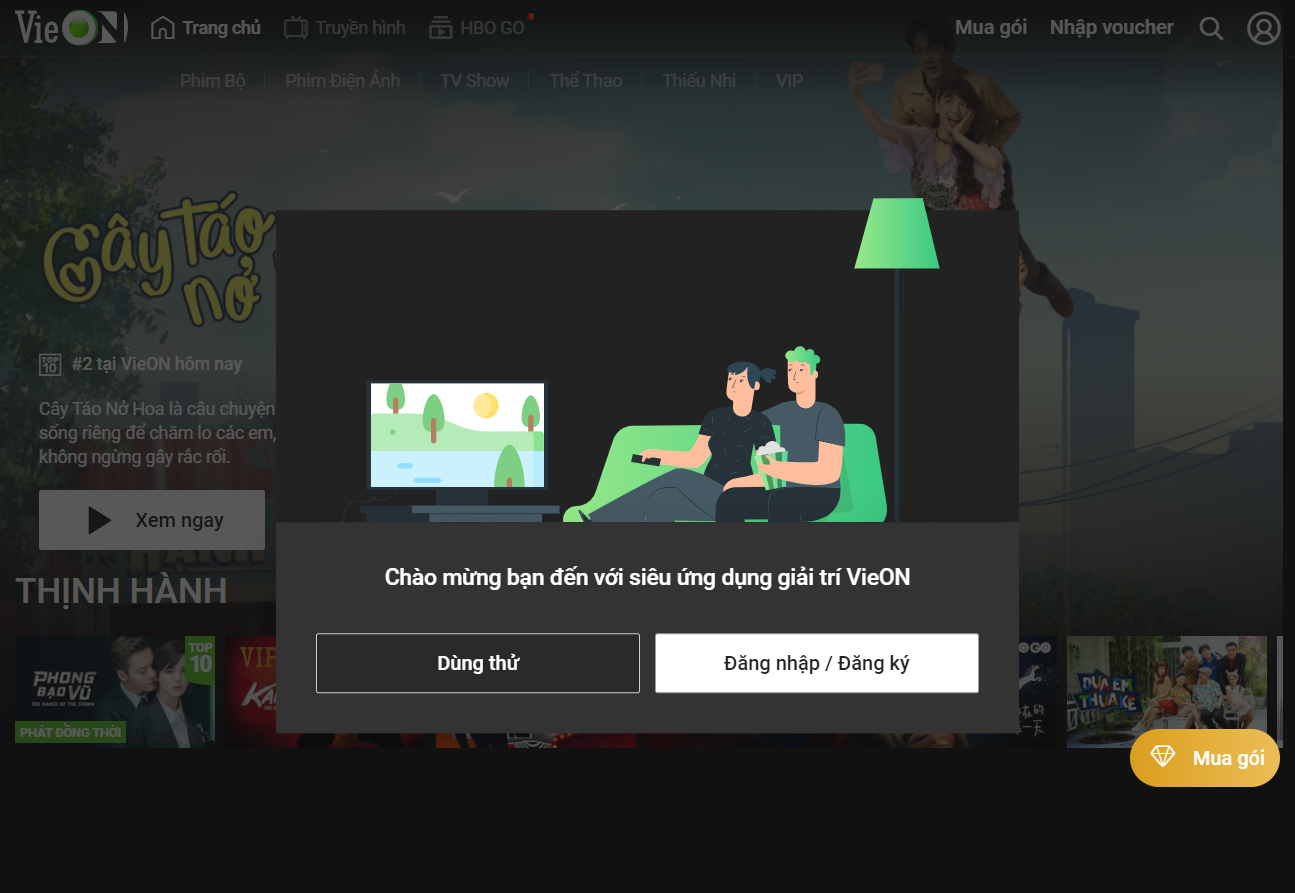 VieON
Trang chủ
Truyền hình
HBO GO
Mua gói
Nhập voucher
Phim Bộ
Phim Điện Ảnh
TV Show
Thể Thao
Thiếu Nhi
VIP
Cây táo
nở
TOP
10
#2 tại VieON hôm nay
Cây Táo Nở Hoa là câu chuyện
sống riêng để chăm lo các em,
không ngừng gây rắc rối.
Xem ngay
Chào mừng bạn đến với siêu ứng dụng giải trí VieON
Dùng thử
Đăng nhập / Đăng ký
THỊNH HÀNH
PHONG
BẠO VŨ
THE DANCE OF THE STORM
TOP
10
PHÁT ĐỒNG THỜI
VIP
DỨA EM
THỪA KẾ
Mua gói